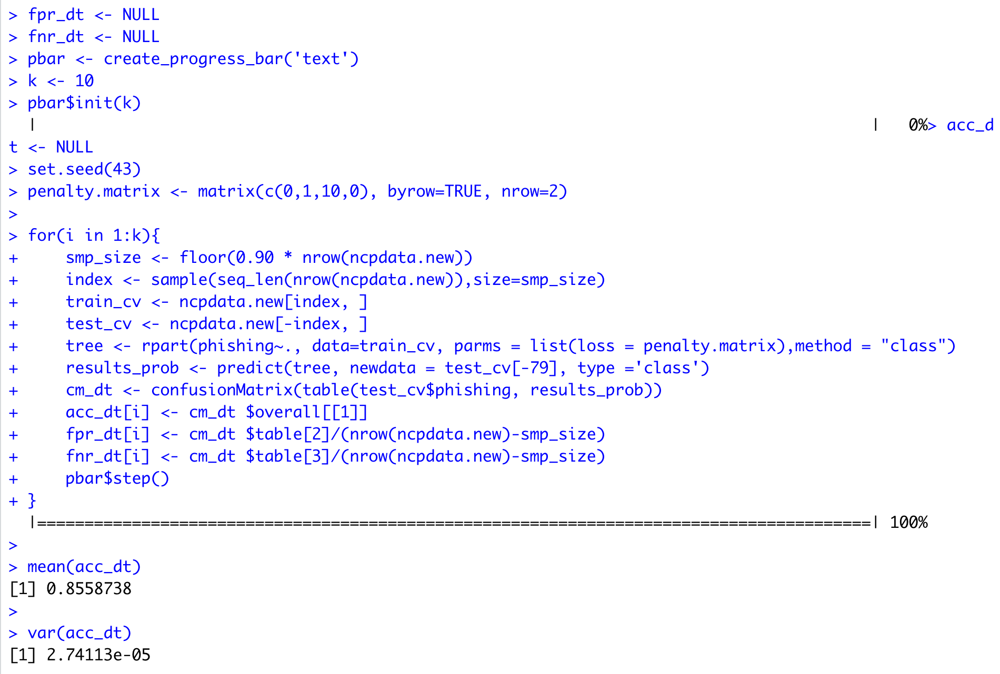 > fpr_dt <- NULL
> fnr_dt <- NULL
> pbar <- create_progress_bar('text')
> k <- 10
> pbar$init(k)
  |                                                                                         |   0%> acc_d
t <- NULL
> set.seed(43)
> penalty.matrix <- matrix(c(0,1,10,0), byrow=TRUE, nrow=2)
>
> for(i in 1:k){
+     smp_size <- floor(0.90 * nrow(ncpdata.new))
+     index <- sample(seq_len(nrow(ncpdata.new)),size=smp_size)
+     train_cv <- ncpdata.new[index, ]
+     test_cv <- ncpdata.new[-index, ]
+     tree <- rpart(phishing~., data=train_cv, parms = list(loss = penalty.matrix),method = "class")
+     results_prob <- predict(tree, newdata = test_cv[-79], type ='class')
+     cm_dt <- confusionMatrix(table(test_cv$phishing, results_prob))
+     acc_dt[i] <- cm_dt $overall[[1]]
+     fpr_dt[i] <- cm_dt $table[2]/(nrow(ncpdata.new)-smp_size)
+     fnr_dt[i] <- cm_dt $table[3]/(nrow(ncpdata.new)-smp_size)
+     pbar$step()
+ }
  |========================================================================================| 100%
>
> mean(acc_dt)
[1] 0.8558738
>
> var(acc_dt)
[1] 2.74113e-05